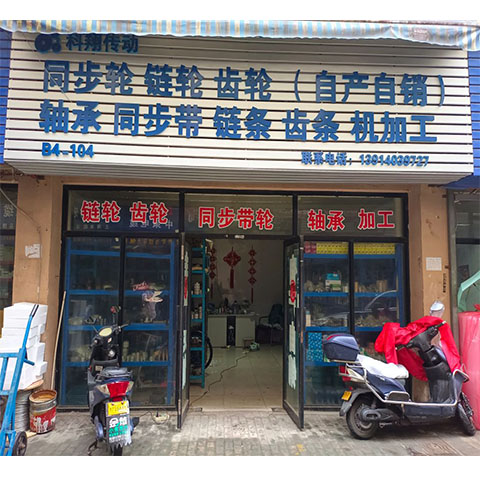 科翔传动
同步轮 链轮 齿轮（自产自销）
轴承 同步带 链条 齿条 机加工
B4-104
联系电话：13914039727
链轮 齿轮
同步带轮
轴承 加工